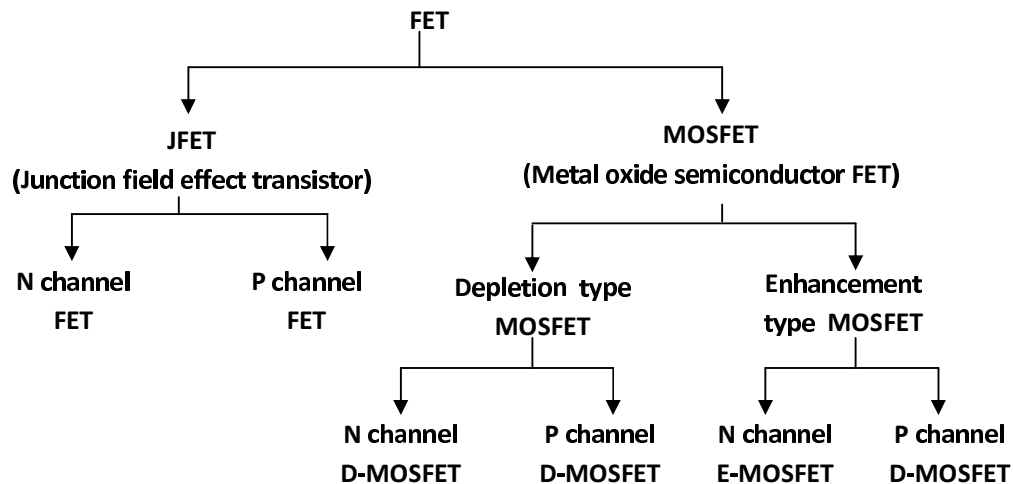 FET
JFET
(Junction field effect transistor)
MOSFET
(Metal oxide semiconductor FET)
N channel
FET
P channel
FET
Depletion type
MOSFET
Enhancement
type MOSFET
N channel
D-MOSFET
P channel
D-MOSFET
N channel
E-MOSFET
P channel
D-MOSFET